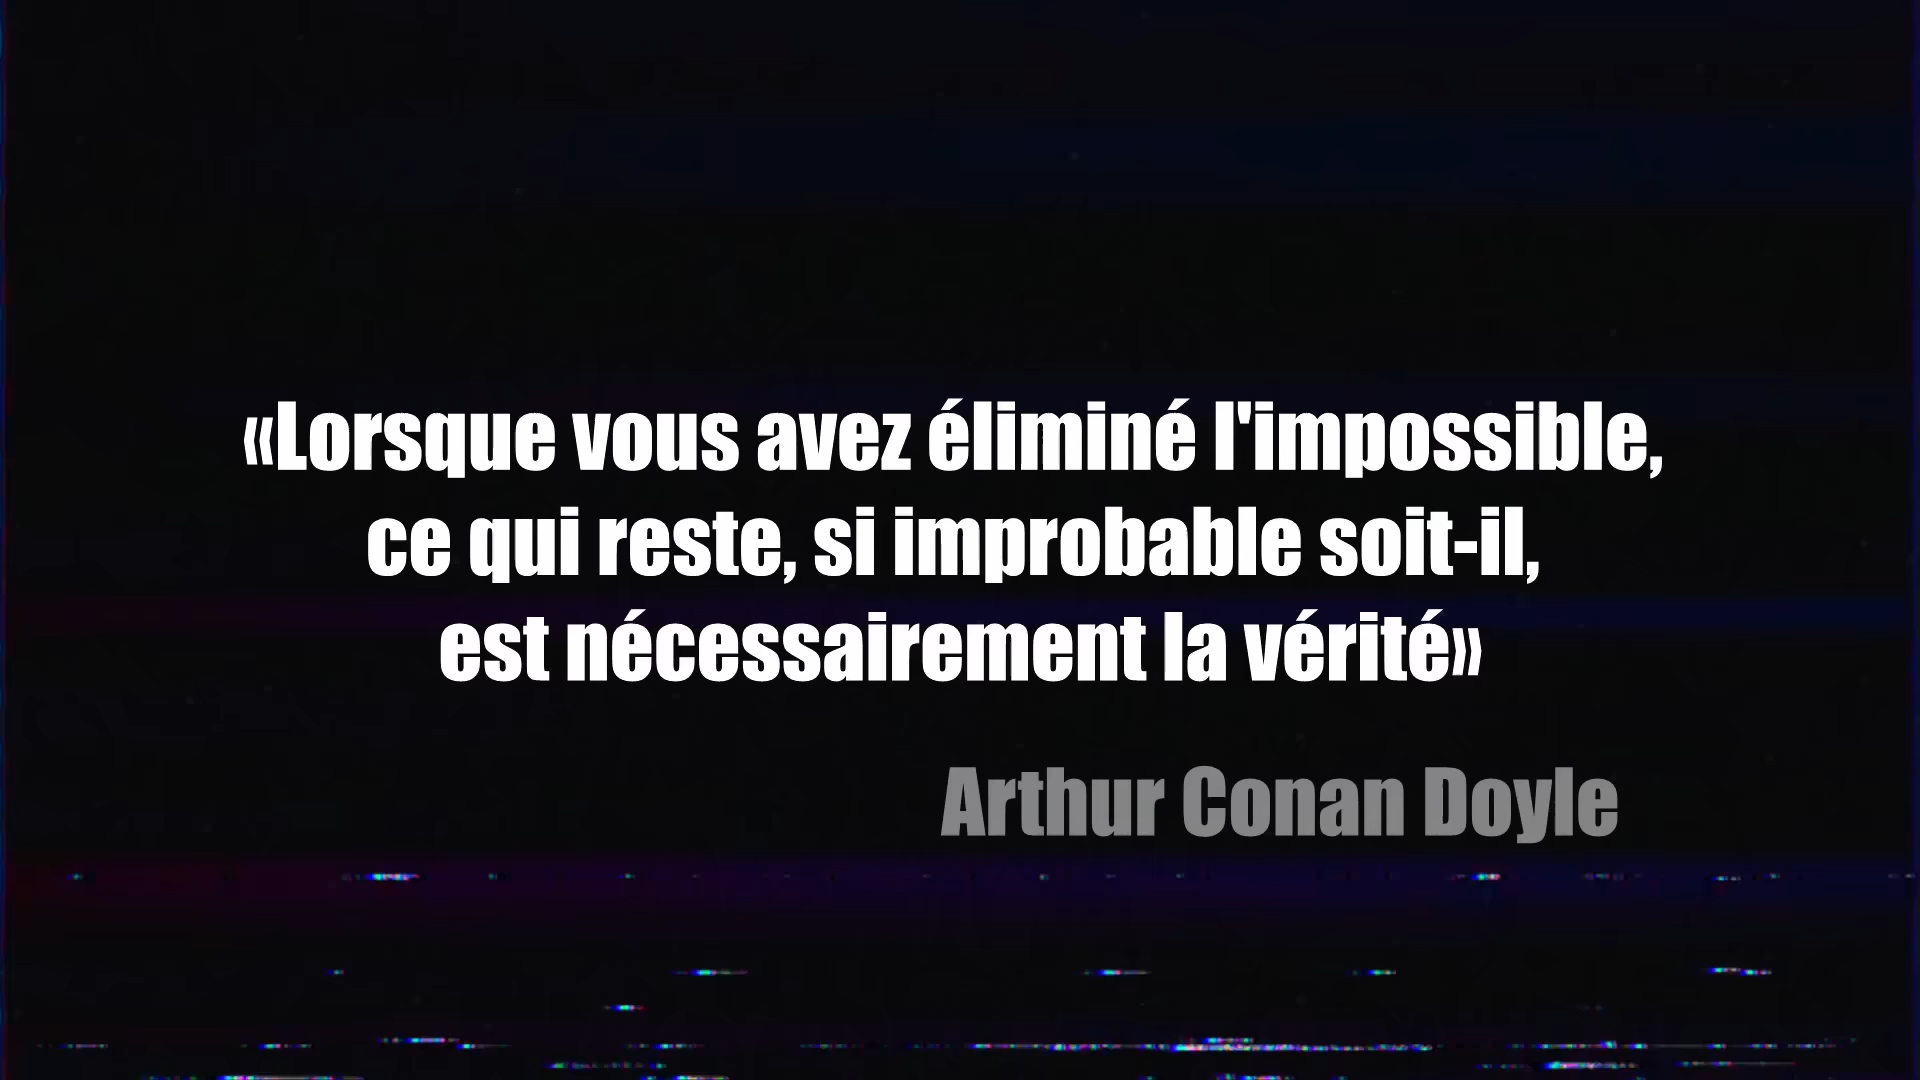 «Lorsque vous avez éliminé l'impossible,
ce qui reste, si improbable soit-il,
est nécessairement la vérité»
Arthur Conan Doyle